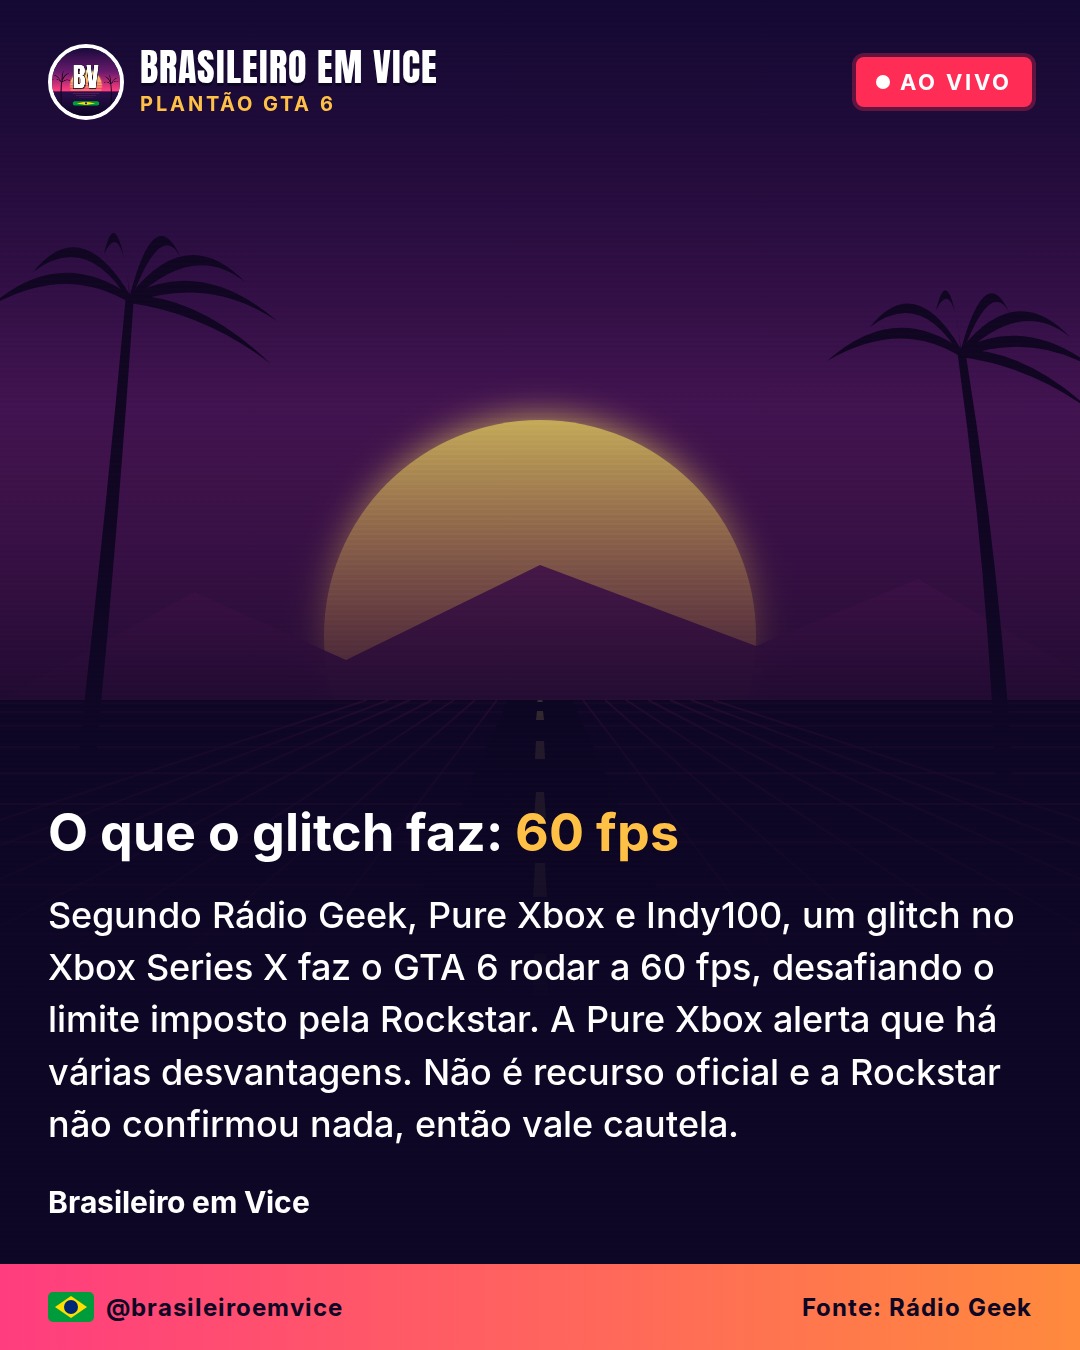 BV
BRASILEIRO EM VICE
PLANTÃO GTA 6
AO VIVO
O que o glitch faz: 60 fps
Segundo Rádio Geek, Pure Xbox e Indy100, um glitch no
Xbox Series X faz o GTA 6 rodar a 60 fps, desafiando o
limite imposto pela Rockstar. A Pure Xbox alerta que há
várias desvantagens. Não é recurso oficial e a Rockstar
não confirmou nada, então vale cautela.
Brasileiro em Vice
@brasileiroemvice
Fonte: Rádio Geek